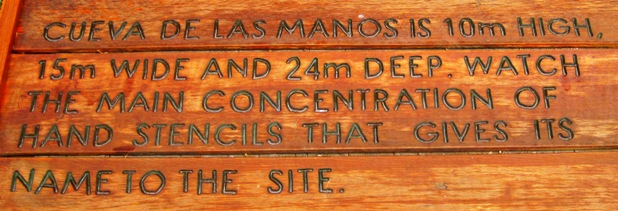 CUEVA DE LAS MANOS IS 10m HIGH,
15m WIDE AND 24m DEEP. WATCH
THE MAIN CONCENTRATION OF
HAND STENCILS THAT GIVES ITS
NAME TO THE SITE.